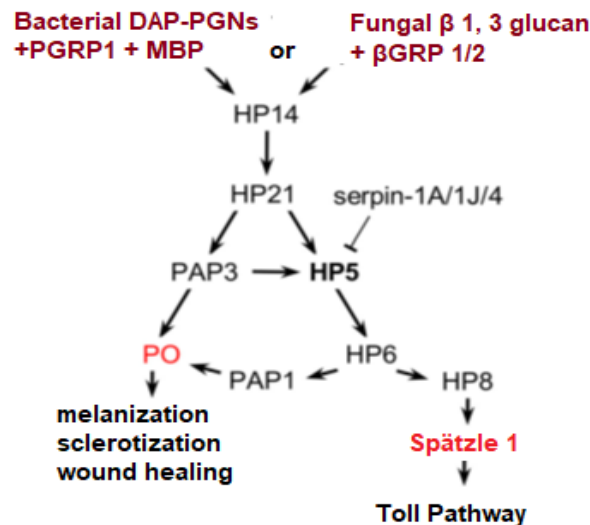 Bacterial DAP-PGNs
+PGRP1 + MBP
or
Fungal β 1, 3 glucan
+ βGRP 1/2
HP14
HP21
serpin-1A/1J/4
PAP3
HP5
PO
PAP1
HP6
HP8
melanization
sclerotization
wound healing
Spätzle 1
Toll Pathway